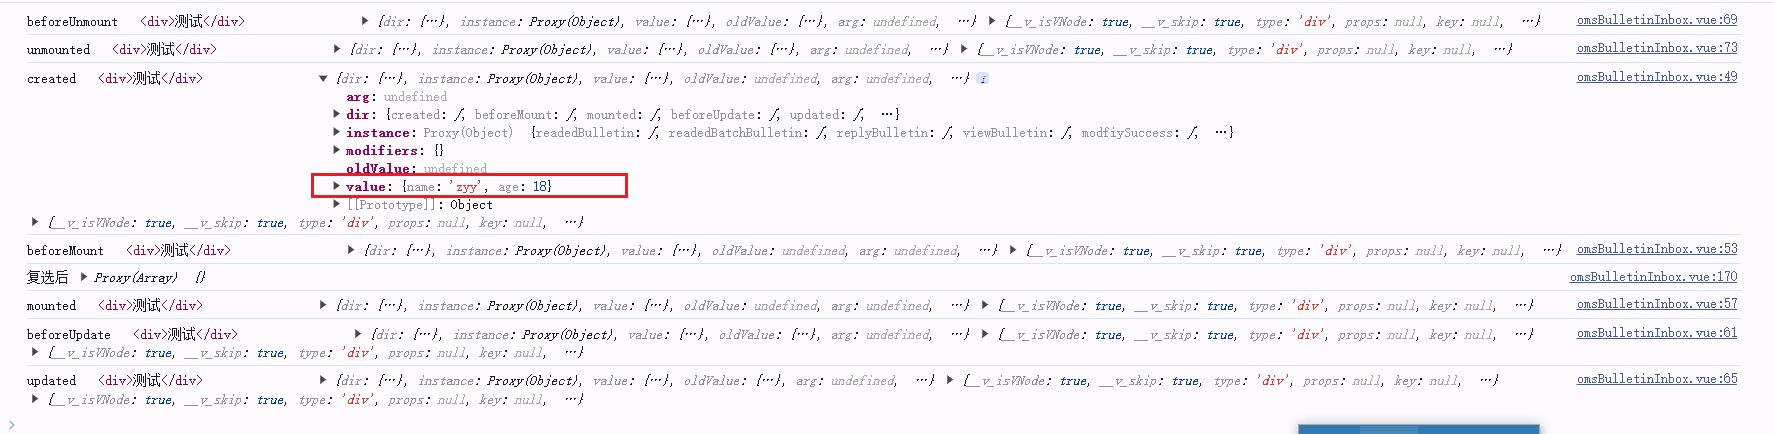 beforeUnmount <div>测试</div> ▶ {dir: {…}, instance: Proxy(Object), value: {…}, oldValue: {…}, arg: undefined, …} ▶ {__v_isVNode: true, __v_skip: true, type: 'div', props: null, key: null, …} omsBulletinInbox.vue:69
unmounted <div>测试</div> ▶ {dir: {…}, instance: Proxy(Object), value: {…}, oldValue: {…}, arg: undefined, …} ▶ {__v_isVNode: true, __v_skip: true, type: 'div', props: null, key: null, …} omsBulletinInbox.vue:73
created <div>测试</div> ▼ {dir: {…}, instance: Proxy(Object), value: {…}, oldValue: undefined, arg: undefined, …} i omsBulletinInbox.vue:49
arg: undefined
▶ dir: {created: ƒ, beforeMount: ƒ, mounted: ƒ, beforeUpdate: ƒ, updated: ƒ, …}
▶ instance: Proxy(Object) {readedBulletin: ƒ, readedBatchBulletin: ƒ, replyBulletin: ƒ, viewBulletin: ƒ, modfiySuccess: ƒ, …}
▶ modifiers: {}
oldValue: undefined
▶ value: {name: 'zyy', age: 18}
▶ [[Prototype]]: Object
▶ {__v_isVNode: true, __v_skip: true, type: 'div', props: null, key: null, …}
beforeMount <div>测试</div> ▶ {dir: {…}, instance: Proxy(Object), value: {…}, oldValue: undefined, arg: undefined, …} ▶ {__v_isVNode: true, __v_skip: true, type: 'div', props: null, key: null, …} omsBulletinInbox.vue:53
复选后 ▶ Proxy(Array) {} omsBulletinInbox.vue:170
mounted <div>测试</div> ▶ {dir: {…}, instance: Proxy(Object), value: {…}, oldValue: undefined, arg: undefined, …} ▶ {__v_isVNode: true, __v_skip: true, type: 'div', props: null, key: null, …} omsBulletinInbox.vue:57
beforeUpdate <div>测试</div> ▶ {dir: {…}, instance: Proxy(Object), value: {…}, oldValue: {…}, arg: undefined, …} ▶ {__v_isVNode: true, __v_skip: true, type: 'div', props: null, key: null, …} omsBulletinInbox.vue:61
▶ {__v_isVNode: true, __v_skip: true, type: 'div', props: null, key: null, …}
updated <div>测试</div> ▶ {dir: {…}, instance: Proxy(Object), value: {…}, oldValue: {…}, arg: undefined, …} ▶ {__v_isVNode: true, __v_skip: true, type: 'div', props: null, key: null, …} omsBulletinInbox.vue:65
▶ {__v_isVNode: true, __v_skip: true, type: 'div', props: null, key: null, …}